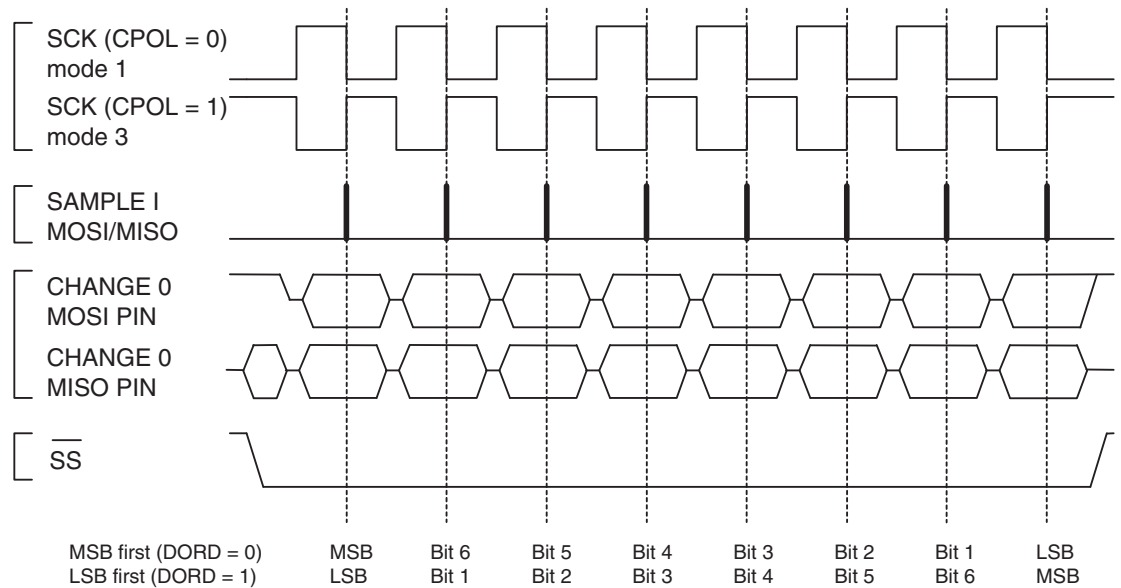 SCK (CPOL = 0)
mode 1
SCK (CPOL = 1)
mode 3
SAMPLE I
MOSI/MISO
CHANGE 0
MOSI PIN
CHANGE 0
MISO PIN
SS
MSB first (DORD = 0) MSB Bit 6 Bit 5 Bit 4 Bit 3 Bit 2 Bit 1 LSB
LSB first (DORD = 1) LSB Bit 1 Bit 2 Bit 3 Bit 4 Bit 5 Bit 6 MSB